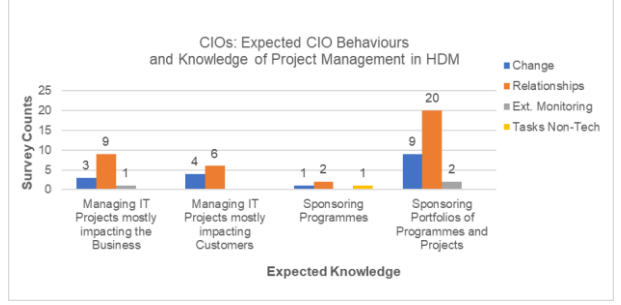 CIOs: Expected CIO Behaviours
and Knowledge of Project Management in HDM
Change
Relationships
Ext. Monitoring
Tasks Non-Tech
Survey Counts
25
20
15
10
5
0
3
9
1
4
6
1
2
1
9
20
2
Managing IT
Projects mostly
impacting the
Business
Managing IT
Projects mostly
impacting
Customers
Sponsoring
Programmes
Sponsoring
Portfolios of
Programmes and
Projects
Expected Knowledge